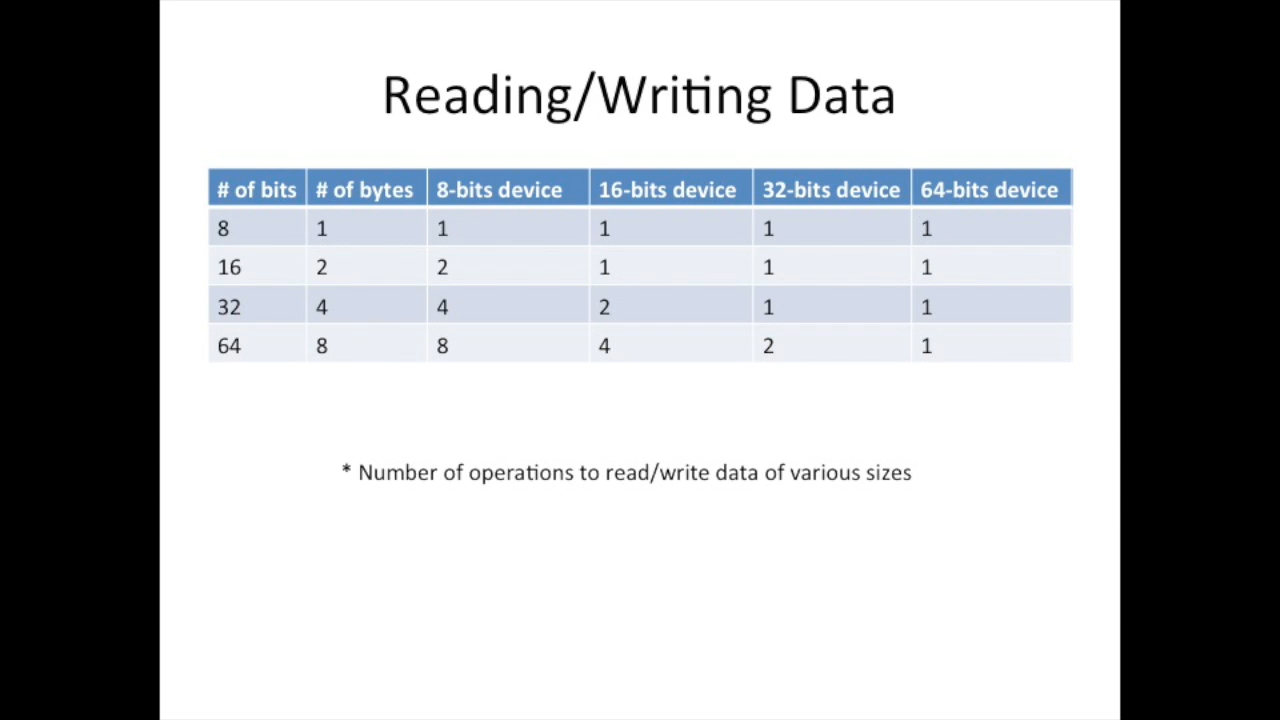 Reading/Writing Data
# of bits # of bytes 8-bits device 16-bits device 32-bits device 64-bits device
8 1 1 1 1 1
16 2 2 1 1 1
32 4 4 2 1 1
64 8 8 4 2 1
* Number of operations to read/write data of various sizes